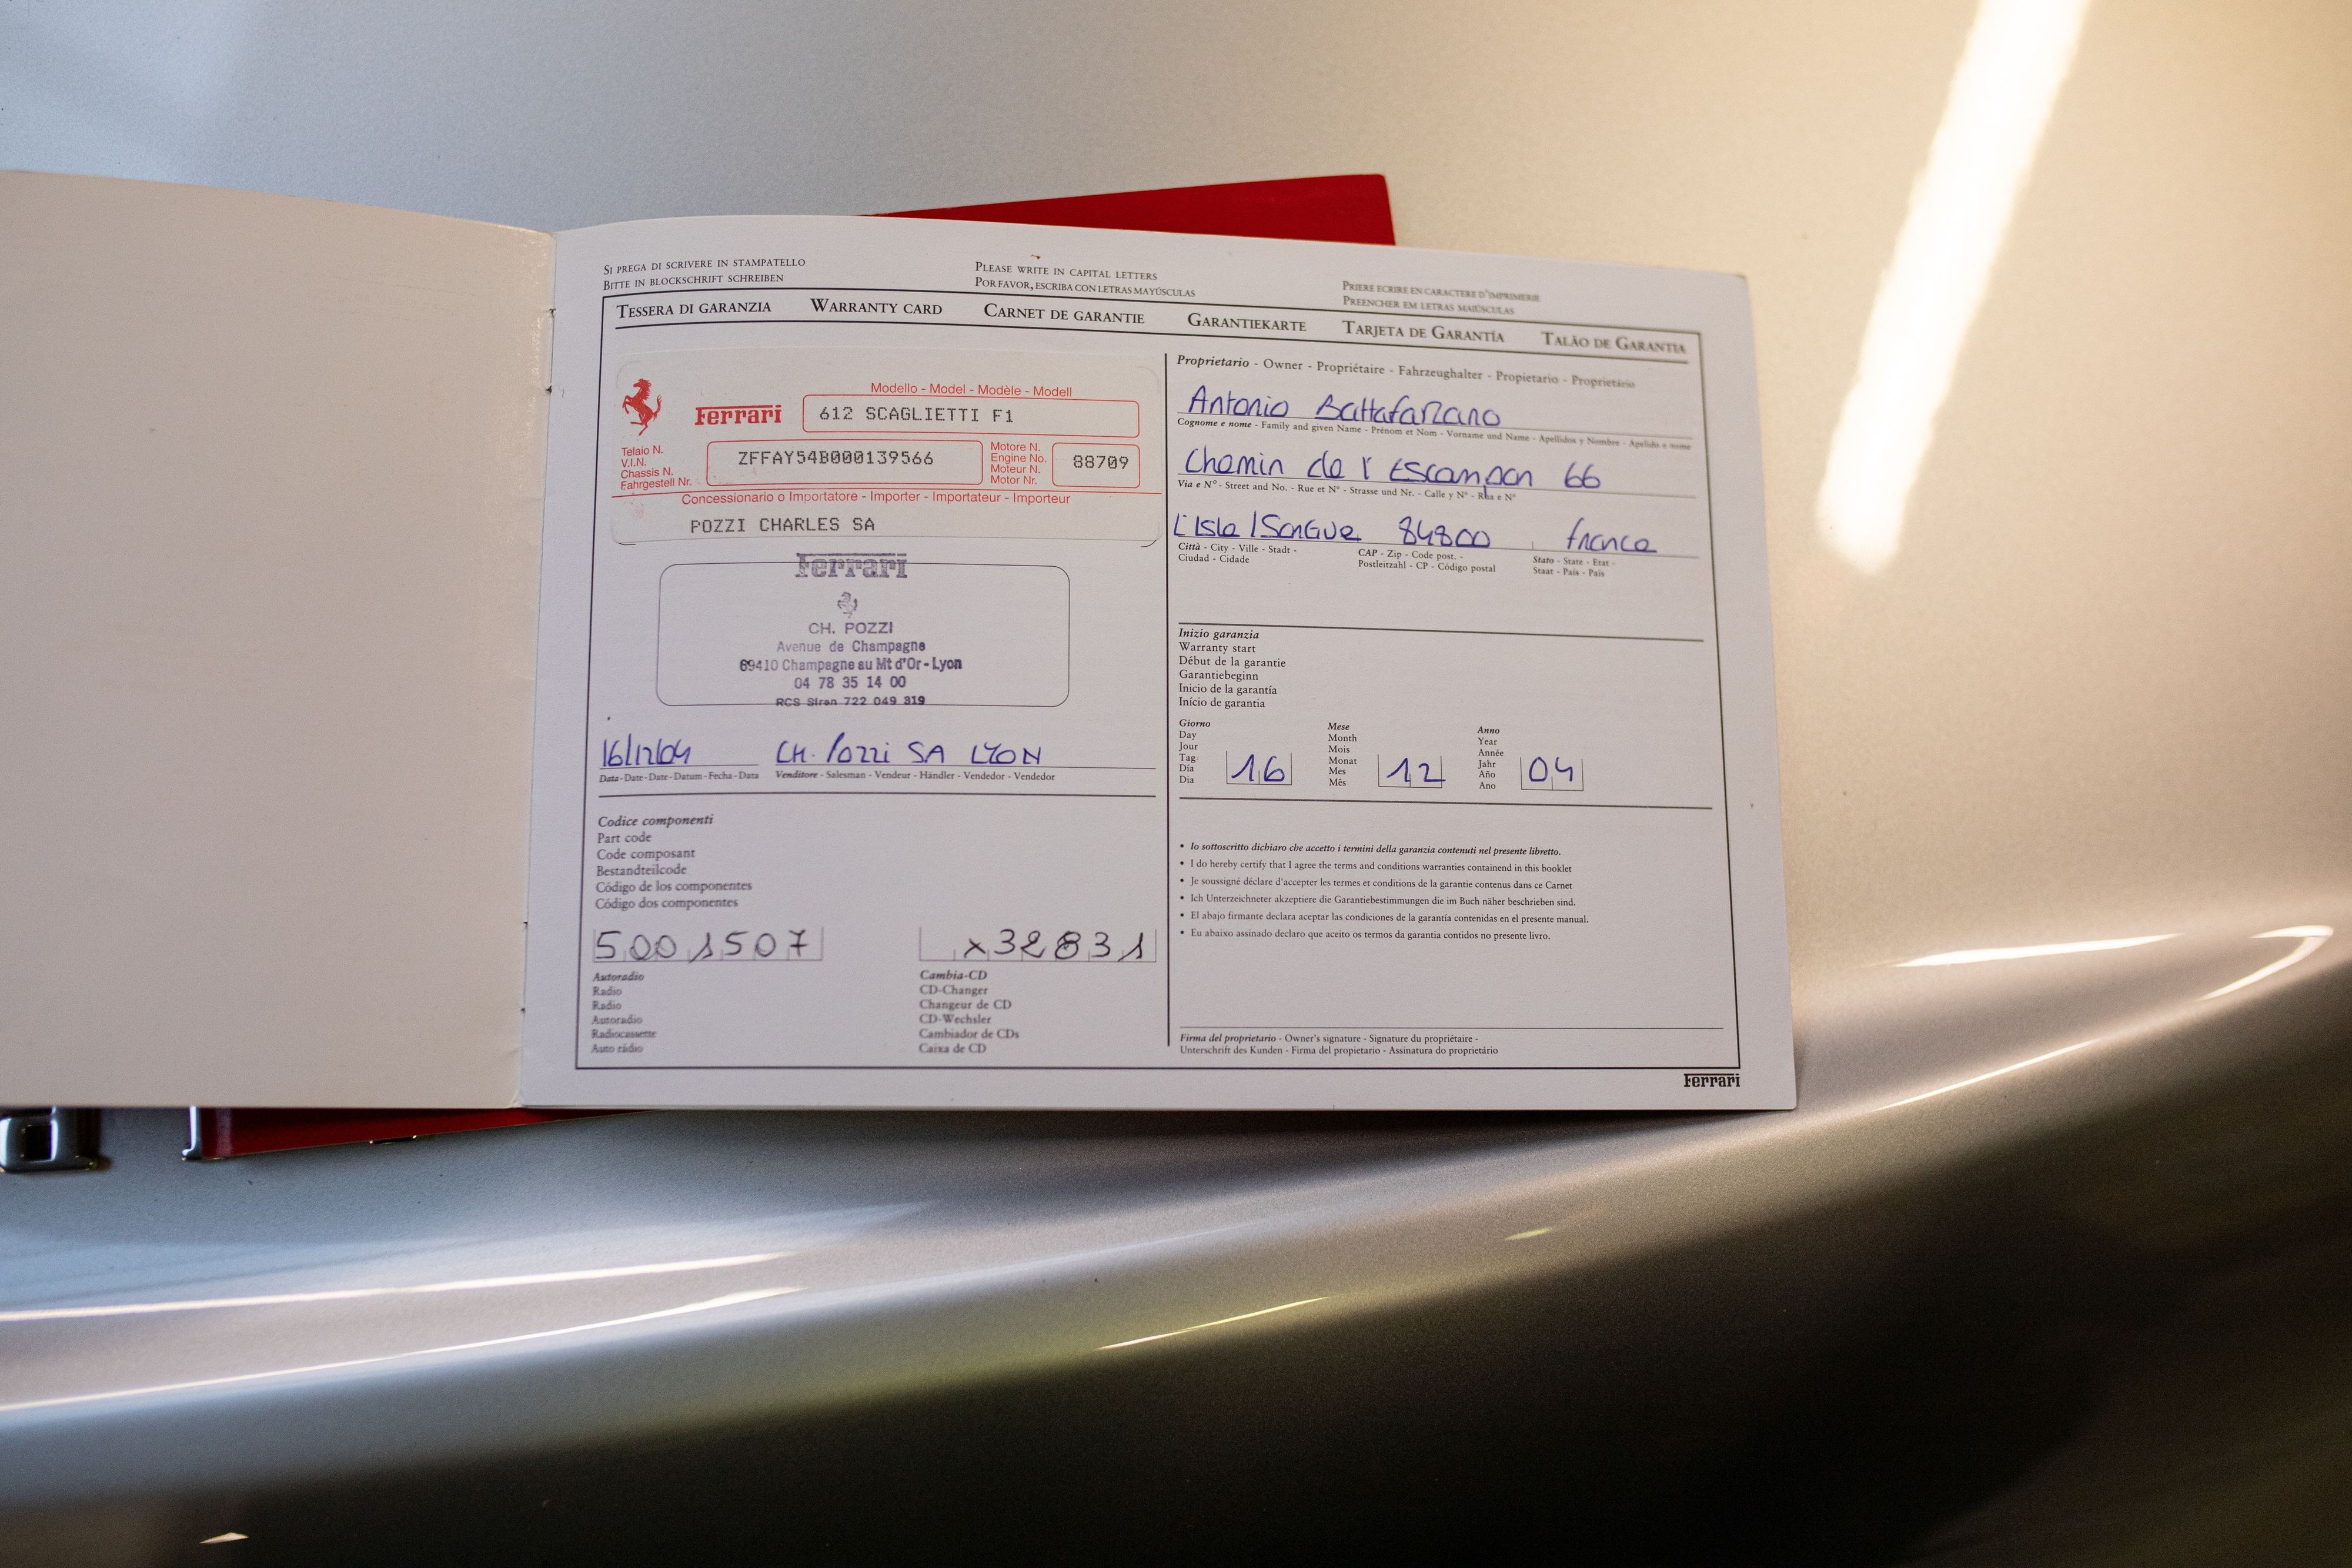 SI PREGA DI SCRIVERE IN STAMPATELLO
BITTE IN BLOCKSCHRIFT SCHREIBEN
PLEASE WRITE IN CAPITAL LETTERS
POR FAVOR, ESCRIBA CON LETRAS MAYÚSCULAS
PRIERE ECRIRE EN CARACTERE D'IMPRIMERIE
PREENCHER EM LETRAS MAIÚSCULAS
TESSERA DI GARANZIA WARRANTY CARD CARNET DE GARANTIE GARANTIEKARTE TARJETA DE GARANTÍA TALÃO DE GARANTIA
Modello - Model - Modèle - Modell
Ferrari 612 SCAGLIETTI F1
Telaio N.
V.I.N.
Chassis N.
Fahrgestell Nr.
ZFFAY54B000139566
Motore N.
Engine No.
Moteur N.
Motor Nr.
88709
Concessionario o Importatore - Importer - Importateur - Importeur
POZZI CHARLES SA
Ferrari
CH. POZZI
Avenue de Champagne
69410 Champagne au Mt d'Or - Lyon
04 78 35 14 00
RCS Siren 722 049 319
16/12/04 CH. Pozzi SA LYON
Data - Date - Date - Datum - Fecha - Data Venditore - Salesman - Vendeur - Händler - Vendedor - Vendedor
Codice componenti
Part code
Code composant
Bestandteilcode
Código de los componentes
Código dos componentes
5001507 x32831
Autoradio
Radio
Radio
Autoradio
Radiocassette
Auto rádio
Cambia-CD
CD-Changer
Changeur de CD
CD-Wechsler
Cambiador de CDs
Caixa de CD
Proprietario - Owner - Propriétaire - Fahrzeughalter - Propietario - Proprietário
Antonio Battafarano
Cognome e nome - Family and given Name - Prénom et Nom - Vorname und Name - Apellidos y Nombre - Apelido e nome
Chemin de l'Escampon 66
Via e N° - Street and No. - Rue et N° - Strasse und Nr. - Calle y N° - Rua e N°
L'Isle / Sorgue 84800 france
Città - City - Ville - Stadt -
Ciudad - Cidade
CAP - Zip - Code post. -
Postleitzahl - CP - Código postal
Stato - State - Etat -
Staat - País - País
Inizio garanzia
Warranty start
Début de la garantie
Garantiebeginn
Inicio de la garantía
Início de garantia
Giorno
Day
Jour
Tag
Día
Dia
16
Mese
Month
Mois
Monat
Mes
Mês
12
Anno
Year
Année
Jahr
Año
Ano
04
• Io sottoscritto dichiaro che accetto i termini della garanzia contenuti nel presente libretto.
• I do hereby certify that I agree the terms and conditions warranties containend in this booklet
• Je soussigné déclare d'accepter les termes et conditions de la garantie contenus dans ce Carnet
• Ich Unterzeichneter akzeptiere die Garantiebestimmungen die im Buch näher beschrieben sind.
• El abajo firmante declara aceptar las condiciones de la garantía contenidas en el presente manual.
• Eu abaixo assinado declaro que aceito os termos da garantia contidos no presente livro.
Firma del proprietario - Owner's signature - Signature du propriétaire -
Unterschrift des Kunden - Firma del propietario - Assinatura do proprietário
Ferrari